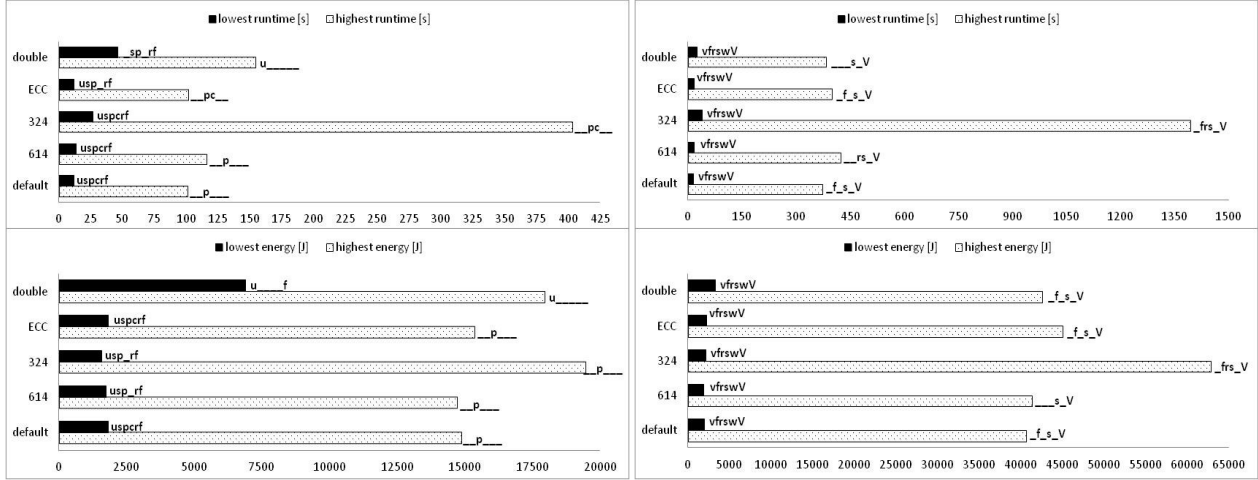 lowest runtime [s] highest runtime [s]
double _sp_rf
u_____
ECC usp_rf
__pc__
324 uspcrf
__pc__
614 uspcrf
__p___
default uspcrf
__p___
0 25 50 75 100 125 150 175 200 225 250 275 300 325 350 375 400 425
lowest runtime [s] highest runtime [s]
double vfrswV
___s_V
ECC vfrswV
_f_s_V
324 vfrswV
_frs_V
614 vfrswV
__rs_V
default vfrswV
_f_s_V
0 150 300 450 600 750 900 1050 1200 1350 1500
lowest energy [J] highest energy [J]
double u____f
u_____
ECC uspcrf
__p___
324 usp_rf
__p___
614 usp_rf
__p___
default uspcrf
__p___
0 2500 5000 7500 10000 12500 15000 17500 20000
lowest energy [J] highest energy [J]
double vfrswV
_f_s_V
ECC vfrswV
_f_s_V
324 vfrswV
_frs_V
614 vfrswV
___s_V
default vfrswV
_f_s_V
0 5000 10000 15000 20000 25000 30000 35000 40000 45000 50000 55000 60000 65000